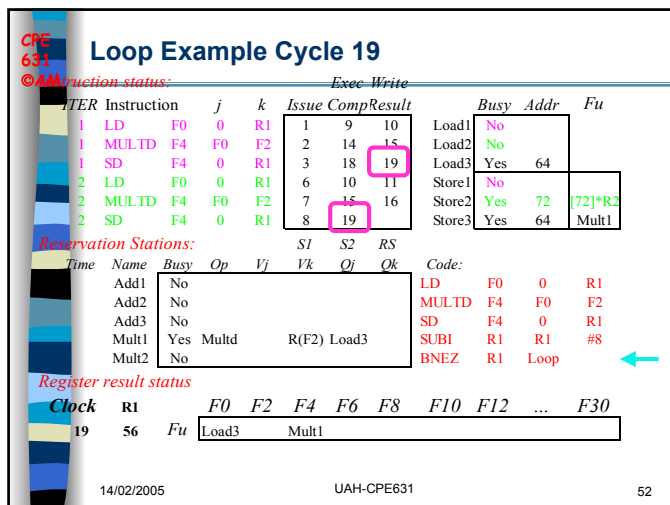 CPE
631
©AM
Loop Example Cycle 19
Instruction status: Exec Write
ITER Instruction j k Issue Comp Result Busy Addr Fu
1 LD F0 0 R1 1 9 10 Load1 No
1 MULTD F4 F0 F2 2 14 15 Load2 No
1 SD F4 0 R1 3 18 19 Load3 Yes 64
2 LD F0 0 R1 6 10 11 Store1 No
2 MULTD F4 F0 F2 7 15 16 Store2 Yes 72 [72]*R2
2 SD F4 0 R1 8 19 Store3 Yes 64 Mult1
Reservation Stations: S1 S2 RS
Time Name Busy Op Vj Vk Qj Qk Code:
Add1 No LD F0 0 R1
Add2 No MULTD F4 F0 F2
Add3 No SD F4 0 R1
Mult1 Yes Multd R(F2) Load3 SUBI R1 R1 #8
Mult2 No BNEZ R1 Loop
Register result status
Clock R1 F0 F2 F4 F6 F8 F10 F12 ... F30
19 56 Fu Load3 Mult1
14/02/2005 UAH-CPE631 52